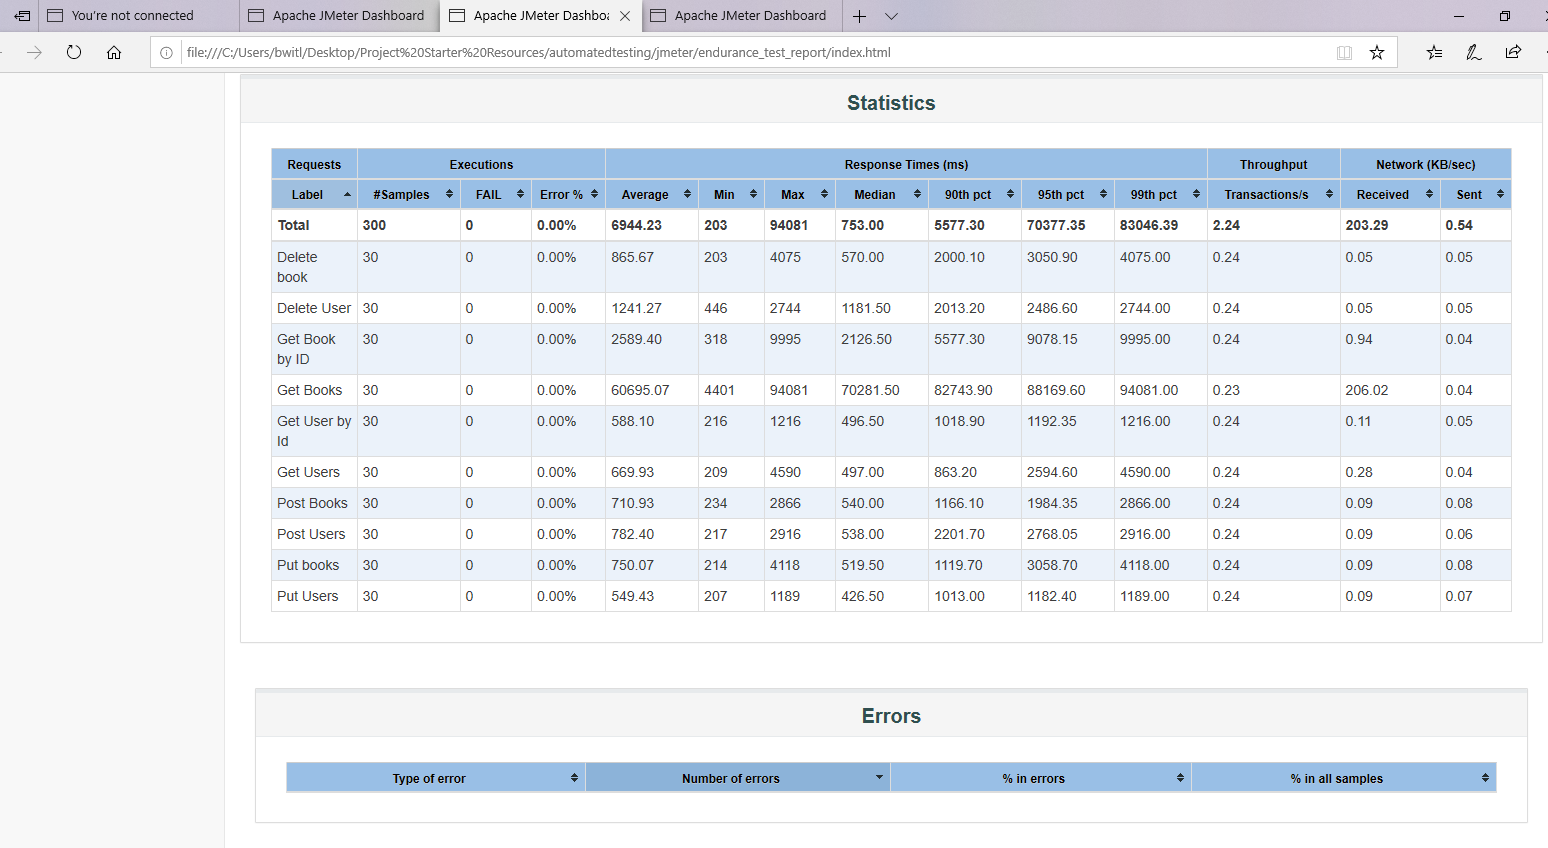 You're not connected
Apache JMeter Dashboard
Apache JMeter Dashboa
Apache JMeter Dashboard
file:///C:/Users/bwitl/Desktop/Project%20Starter%20Resources/automatedtesting/jmeter/endurance_test_report/index.html
Statistics
Requests Executions Response Times (ms) Throughput Network (KB/sec)
Label #Samples FAIL Error % Average Min Max Median 90th pct 95th pct 99th pct Transactions/s Received Sent
Total 300 0 0.00% 6944.23 203 94081 753.00 5577.30 70377.35 83046.39 2.24 203.29 0.54
Delete 30 0 0.00% 865.67 203 4075 570.00 2000.10 3050.90 4075.00 0.24 0.05 0.05
book
Delete User 30 0 0.00% 1241.27 446 2744 1181.50 2013.20 2486.60 2744.00 0.24 0.05 0.05
Get Book 30 0 0.00% 2589.40 318 9995 2126.50 5577.30 9078.15 9995.00 0.24 0.94 0.04
by ID
Get Books 30 0 0.00% 60695.07 4401 94081 70281.50 82743.90 88169.60 94081.00 0.23 206.02 0.04
Get User by 30 0 0.00% 588.10 216 1216 496.50 1018.90 1192.35 1216.00 0.24 0.11 0.05
Id
Get Users 30 0 0.00% 669.93 209 4590 497.00 863.20 2594.60 4590.00 0.24 0.28 0.04
Post Books 30 0 0.00% 710.93 234 2866 540.00 1166.10 1984.35 2866.00 0.24 0.09 0.08
Post Users 30 0 0.00% 782.40 217 2916 538.00 2201.70 2768.05 2916.00 0.24 0.09 0.06
Put books 30 0 0.00% 750.07 214 4118 519.50 1119.70 3058.70 4118.00 0.24 0.09 0.08
Put Users 30 0 0.00% 549.43 207 1189 426.50 1013.00 1182.40 1189.00 0.24 0.09 0.07
Errors
Type of error Number of errors % in errors % in all samples